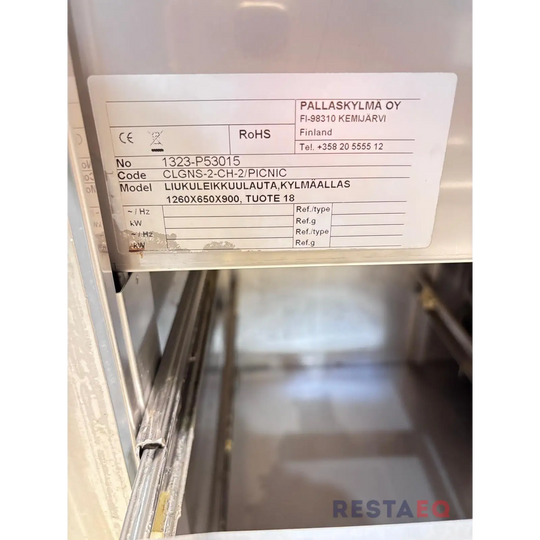 PALLASKYLMÄ OY
FI-98310 KEMIJÄRVI
CE RoHS Finland
Tel. +358 20 5555 12
No 1323-P53015
Code CLGNS-2-CH-2/PICNIC
Model LIUKULEIKKUULAUTA,KYLMÄALLAS
1260X650X900, TUOTE 18
~ / Hz Ref./type
kW Ref.g
~ / Hz Ref./type
kW Ref.g
RESTAEQ